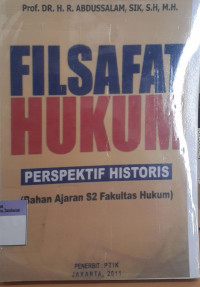 Prof. DR. H. R. ABDUSSALAM, SIK, S.H, M.H.
FILSAFAT
HUKUM
PERSPEKTIF HISTORIS
(Bahan Ajaran S2 Fakultas Hukum)
PENERBIT : PTIK
JAKARTA, 2011